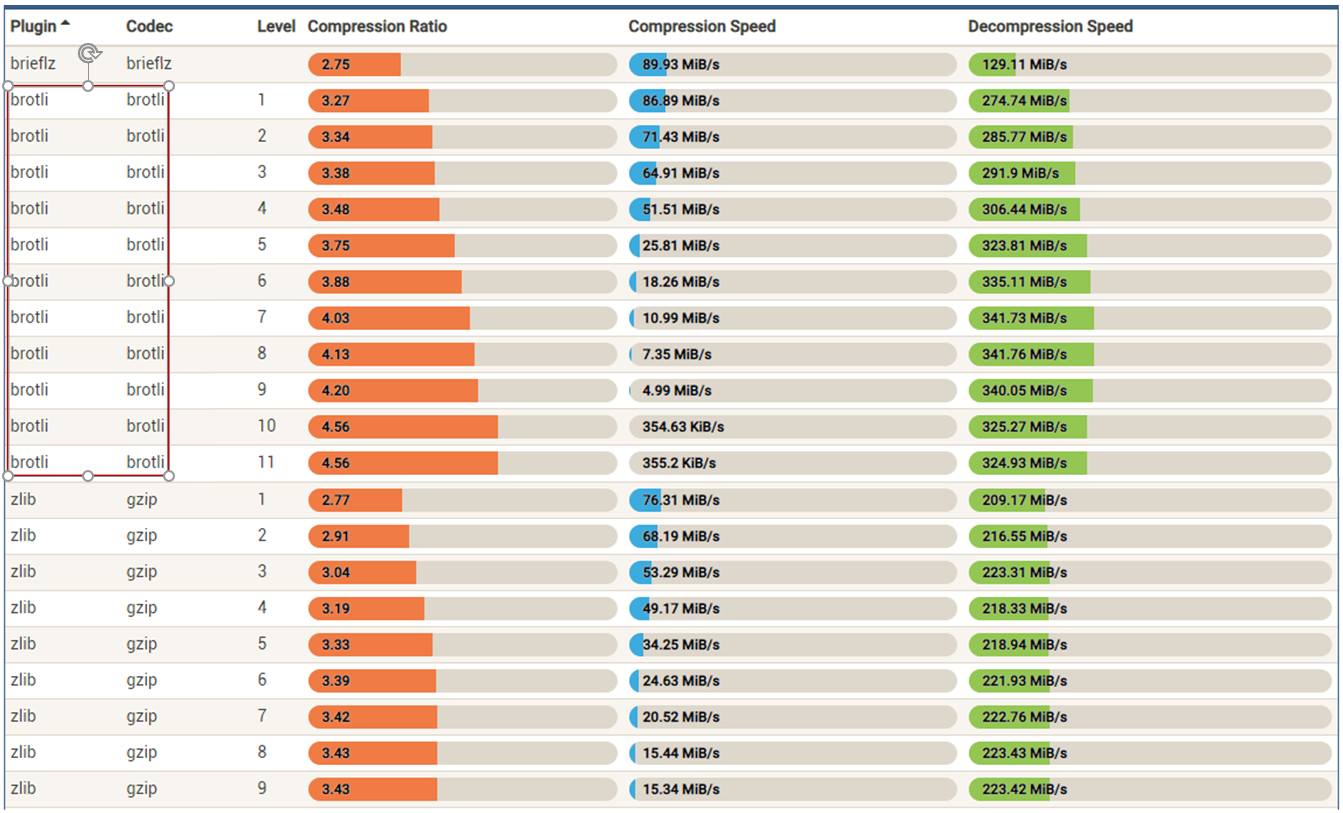 Plugin Codec Level Compression Ratio Compression Speed Decompression Speed
brieflz brieflz 2.75 89.93 MiB/s 129.11 MiB/s
brotli brotli 1 3.27 86.89 MiB/s 274.74 MiB/s
brotli brotli 2 3.34 71.43 MiB/s 285.77 MiB/s
brotli brotli 3 3.38 64.91 MiB/s 291.9 MiB/s
brotli brotli 4 3.48 51.51 MiB/s 306.44 MiB/s
brotli brotli 5 3.75 25.81 MiB/s 323.81 MiB/s
brotli brotli 6 3.88 18.26 MiB/s 335.11 MiB/s
brotli brotli 7 4.03 10.99 MiB/s 341.73 MiB/s
brotli brotli 8 4.13 7.35 MiB/s 341.76 MiB/s
brotli brotli 9 4.20 4.99 MiB/s 340.05 MiB/s
brotli brotli 10 4.56 354.63 KiB/s 325.27 MiB/s
brotli brotli 11 4.56 355.2 KiB/s 324.93 MiB/s
zlib gzip 1 2.77 76.31 MiB/s 209.17 MiB/s
zlib gzip 2 2.91 68.19 MiB/s 216.55 MiB/s
zlib gzip 3 3.04 53.29 MiB/s 223.31 MiB/s
zlib gzip 4 3.19 49.17 MiB/s 218.33 MiB/s
zlib gzip 5 3.33 34.25 MiB/s 218.94 MiB/s
zlib gzip 6 3.39 24.63 MiB/s 221.93 MiB/s
zlib gzip 7 3.42 20.52 MiB/s 222.76 MiB/s
zlib gzip 8 3.43 15.44 MiB/s 223.43 MiB/s
zlib gzip 9 3.43 15.34 MiB/s 223.42 MiB/s